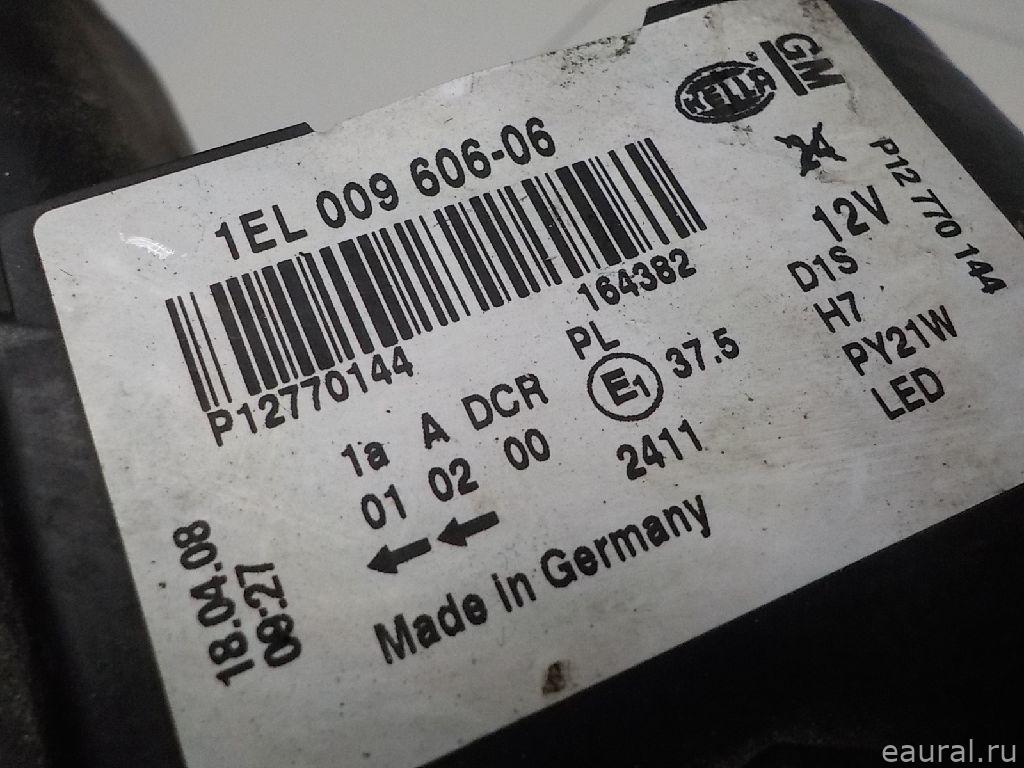 HELLA®
GM
1EL 009 606-06
24
P12 770 144
12V
164382
D1S
P12770144
PL
H7
1a A DCR
E1 37.5
PY21W
01 02 00
2411
LED
18.04.08
09:27
Made in Germany
eaural.ru